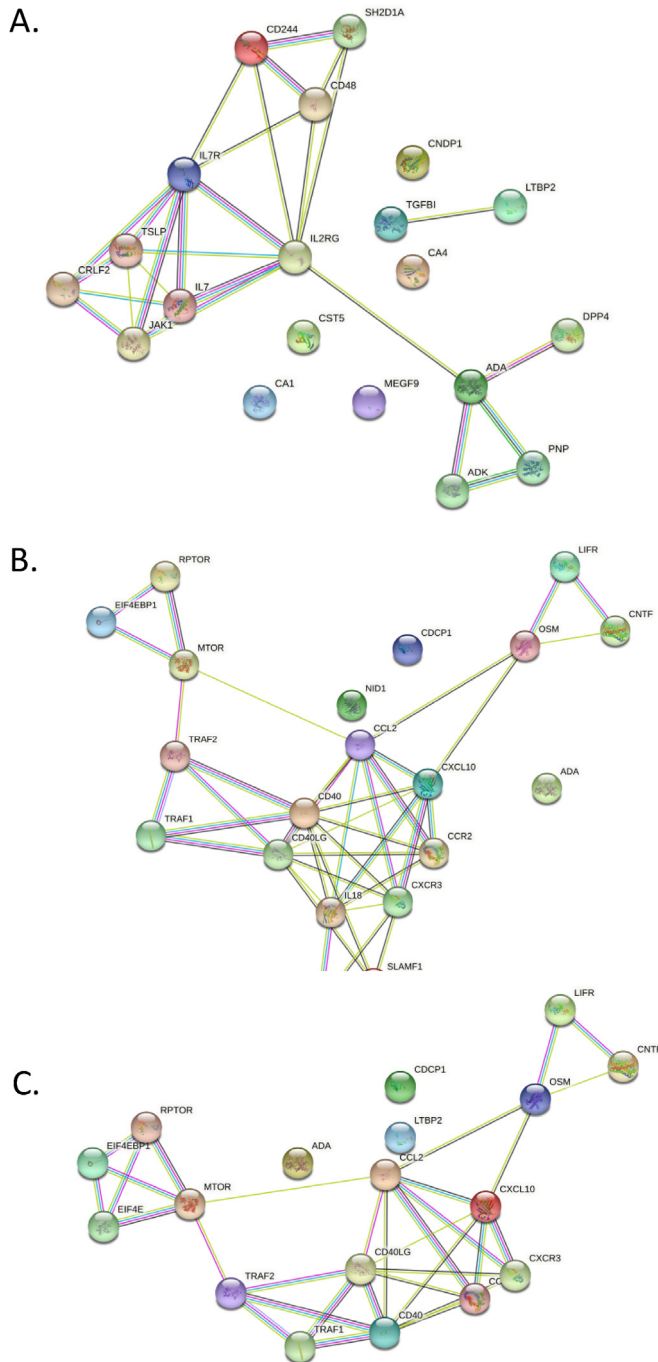 A.
SH2D1A
CD244
CD48
CNDP1
IL7R
LTBP2
TGFBI
TSLP
IL2RG
CA4
CRLF2
IL7
DPP4
JAK1
CST5
ADA
CA1
MEGF9
PNP
ADK
B.
RPTOR
LIFR
EIF4EBP1
CNTF
CDCP1
OSM
MTOR
NID1
CCL2
TRAF2
CXCL10
ADA
CD40
TRAF1
CD40LG
CCR2
CXCR3
IL18
SLAMF1
LIFR
C.
CDCP1
CNTF
OSM
RPTOR
LTBP2
EIF4EBP1
ADA
CCL2
MTOR
CXCL10
EIF4E
CD40LG
CXCR3
TRAF2
CC
CD40
TRAF1